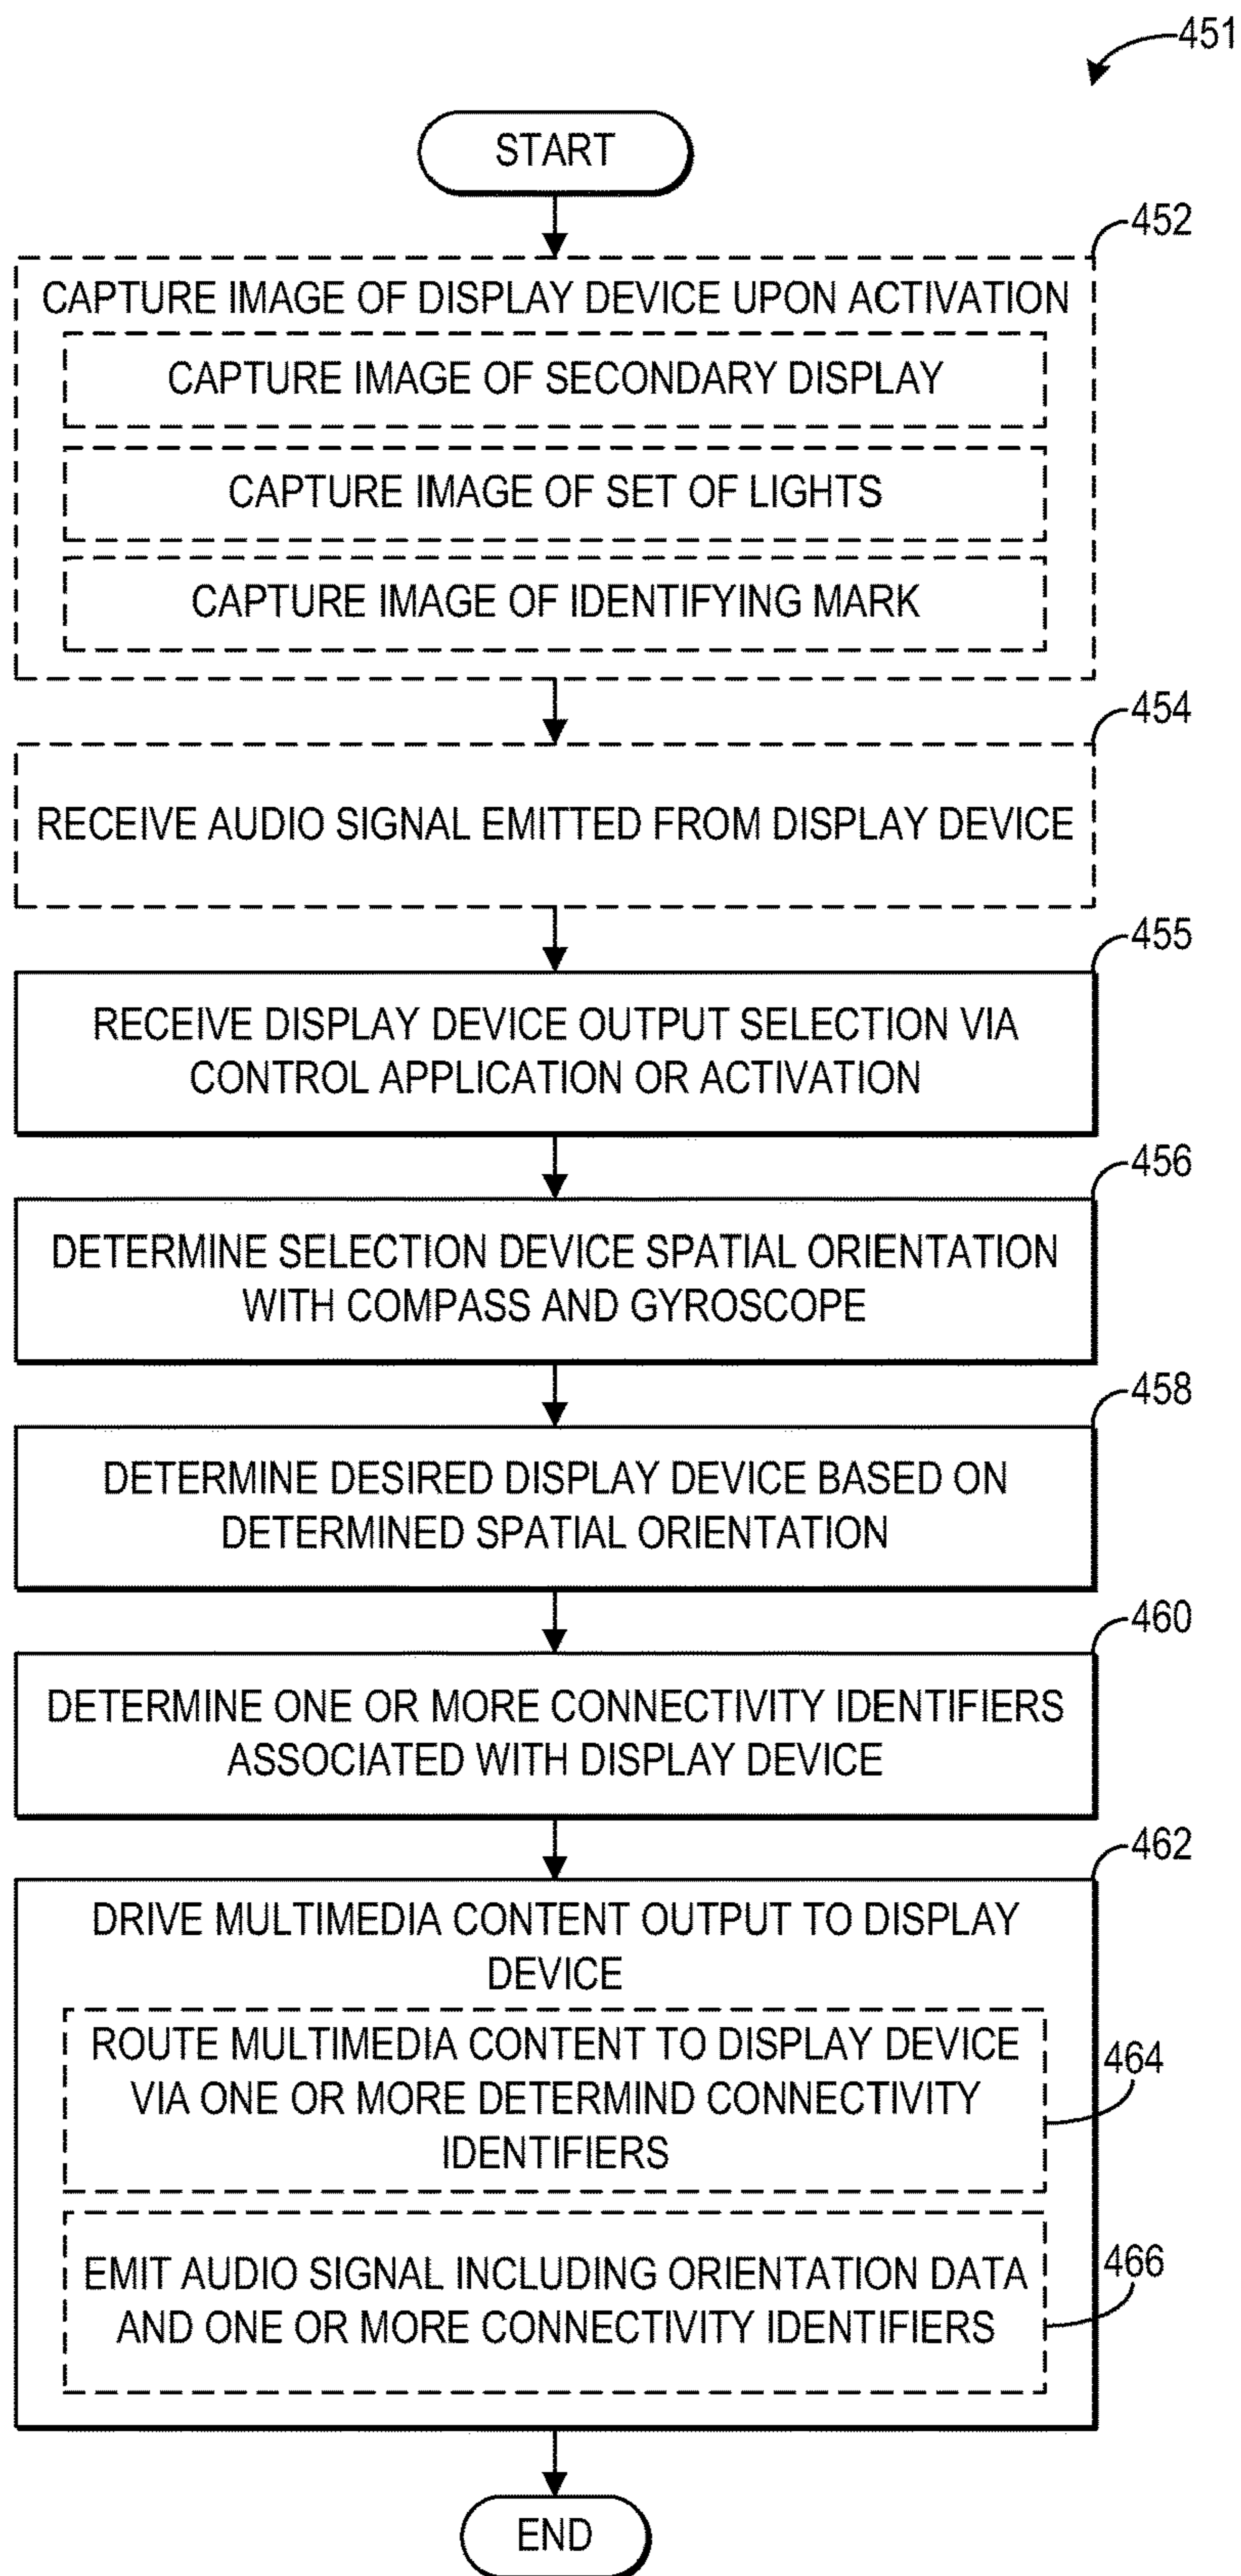 451
START
452
CAPTURE IMAGE OF DISPLAY DEVICE UPON ACTIVATION
CAPTURE IMAGE OF SECONDARY DISPLAY
CAPTURE IMAGE OF SET OF LIGHTS
CAPTURE IMAGE OF IDENTIFYING MARK
454
RECEIVE AUDIO SIGNAL EMITTED FROM DISPLAY DEVICE
455
RECEIVE DISPLAY DEVICE OUTPUT SELECTION VIA
CONTROL APPLICATION OR ACTIVATION
456
DETERMINE SELECTION DEVICE SPATIAL ORIENTATION
WITH COMPASS AND GYROSCOPE
458
DETERMINE DESIRED DISPLAY DEVICE BASED ON
DETERMINED SPATIAL ORIENTATION
460
DETERMINE ONE OR MORE CONNECTIVITY IDENTIFIERS
ASSOCIATED WITH DISPLAY DEVICE
462
DRIVE MULTIMEDIA CONTENT OUTPUT TO DISPLAY
DEVICE
ROUTE MULTIMEDIA CONTENT TO DISPLAY DEVICE
VIA ONE OR MORE DETERMIND CONNECTIVITY
IDENTIFIERS
464
EMIT AUDIO SIGNAL INCLUDING ORIENTATION DATA
AND ONE OR MORE CONNECTIVITY IDENTIFIERS
466
END